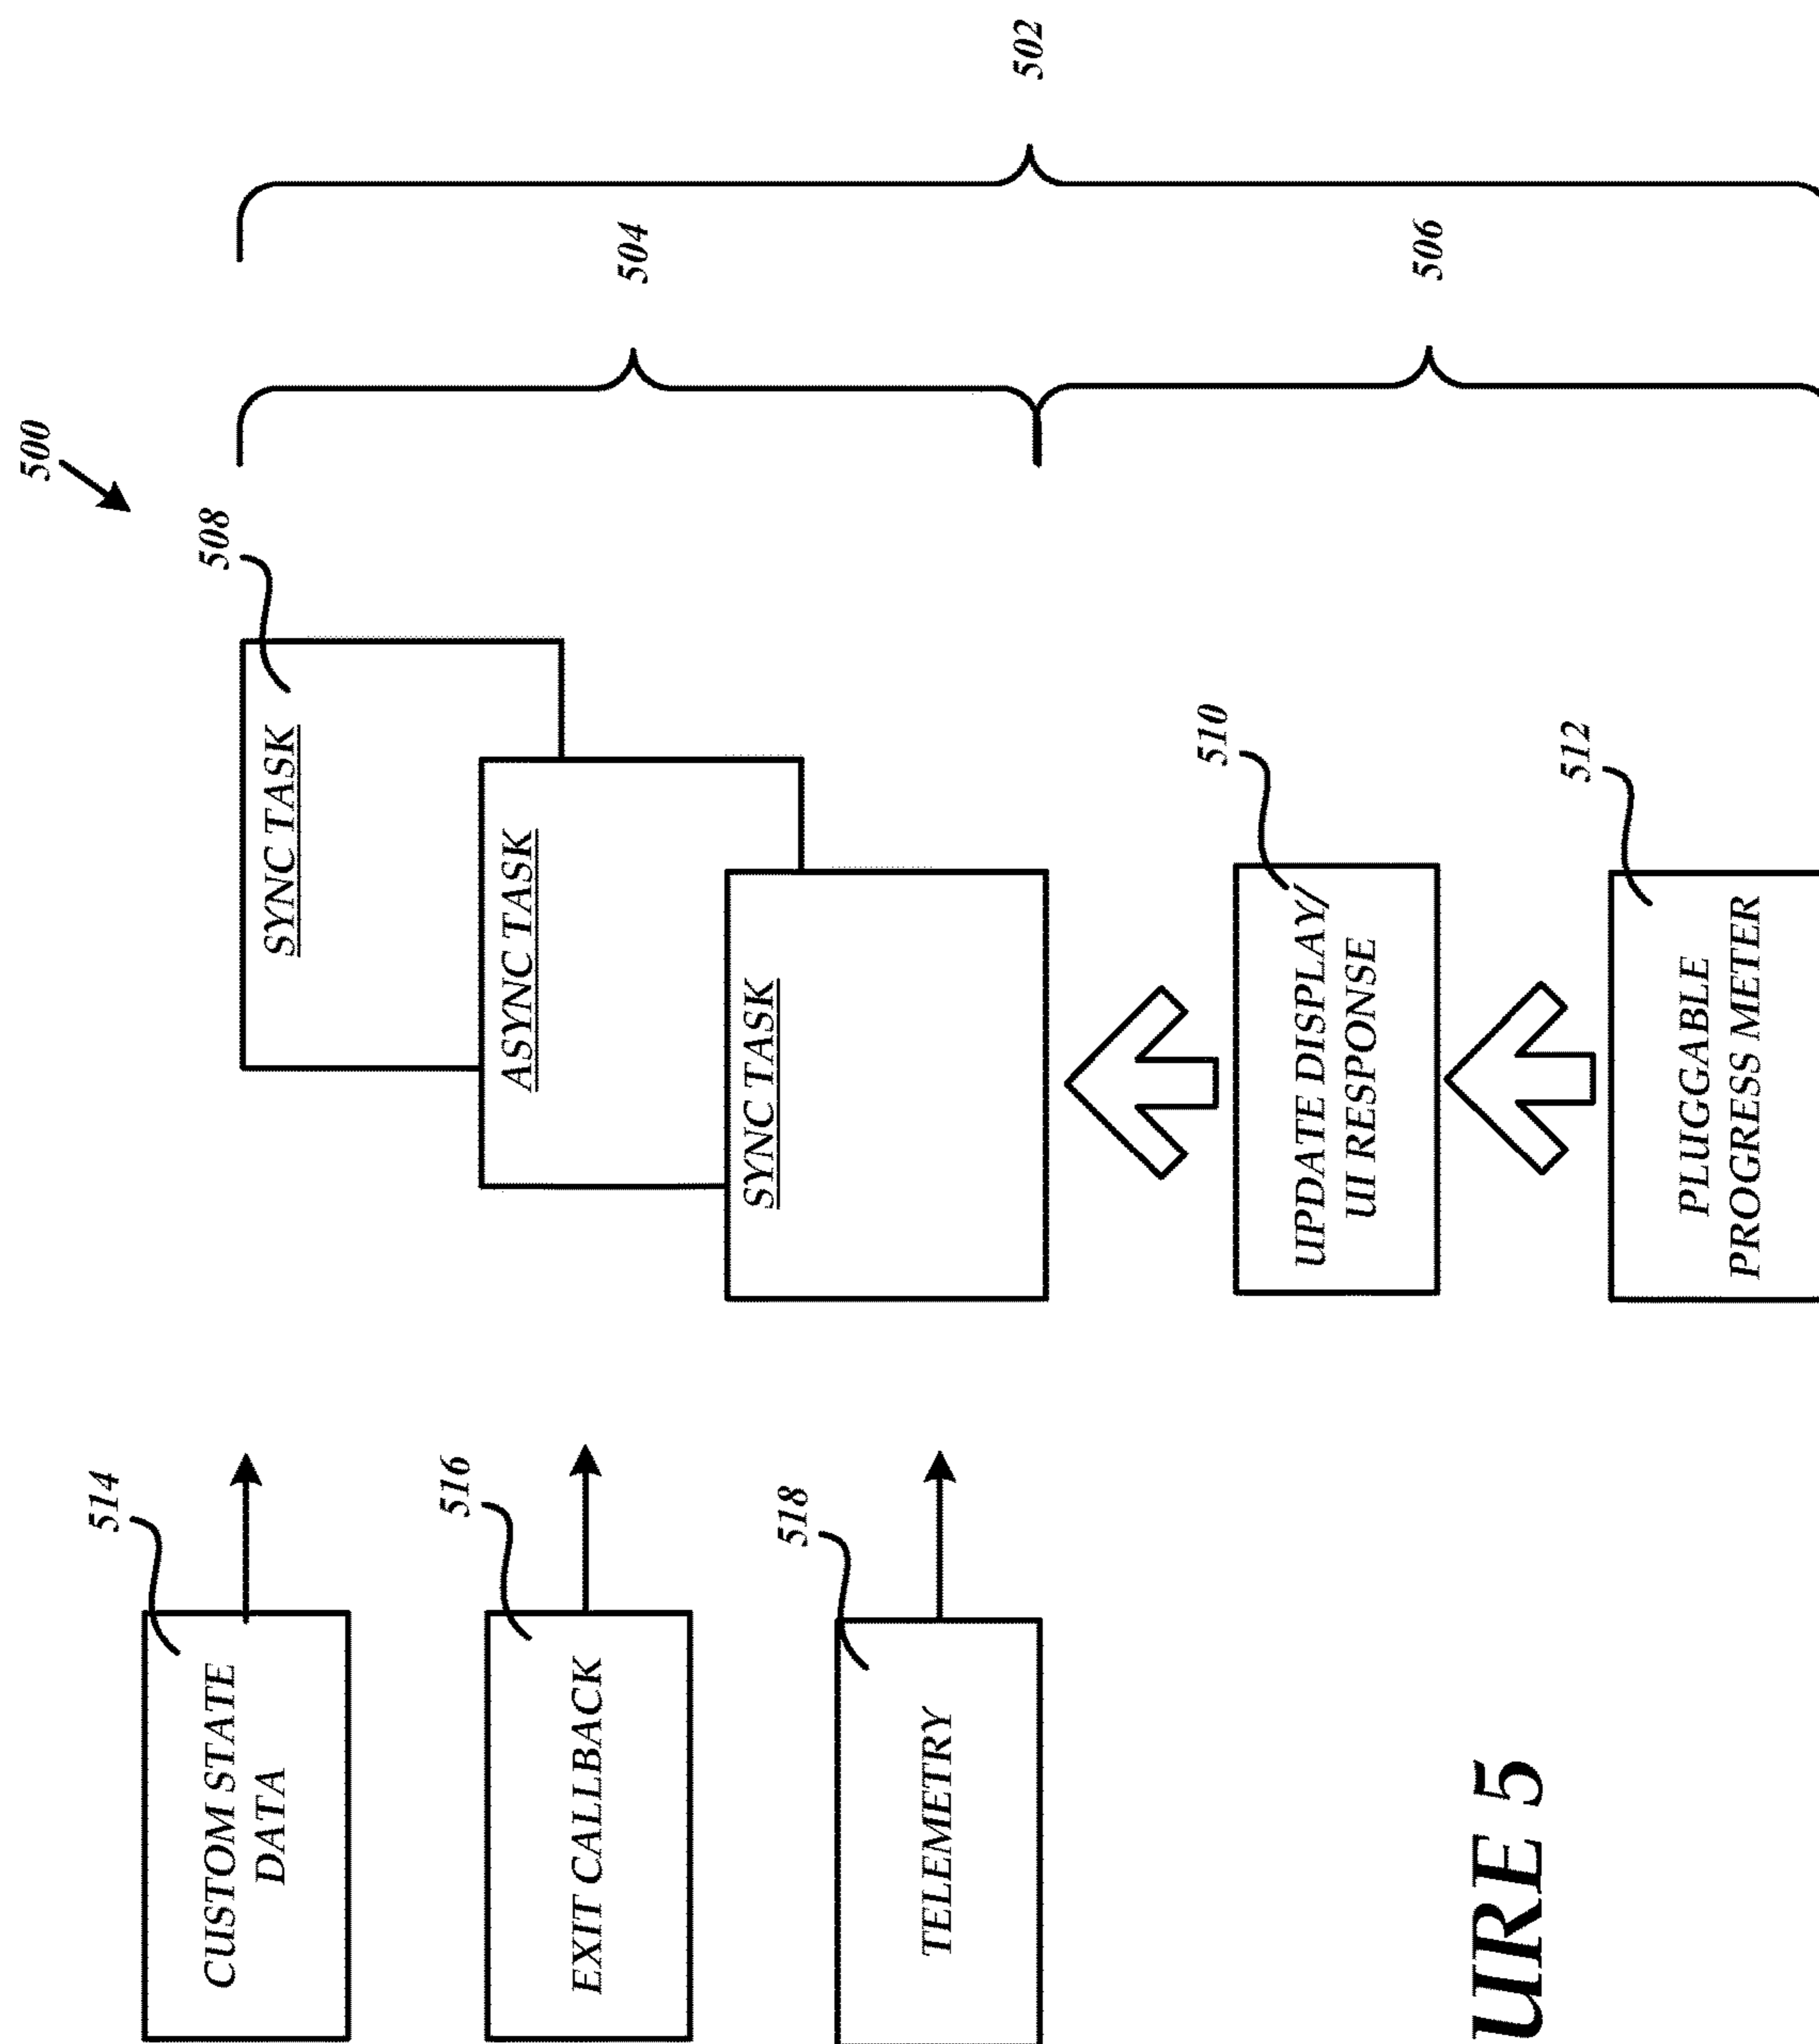 500
514
508
CUSTOM STATE
DATA
SYNC TASK
516
ASYNC TASK
EXIT CALLBACK
504
SYNC TASK
518
TELEMETRY
502
510
UPDATE DISPLAY/
UI RESPONSE
506
512
PLUGGABLE
PROGRESS METER
URE 5